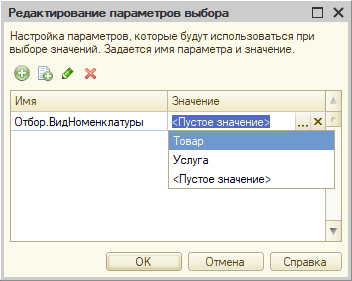 Редактирование параметров выбора
Настройка параметров, которые будут использоваться при
выборе значений. Задается имя параметра и значение.
Имя Значение
Отбор.ВидНоменклатуры <Пустое значение> ... ×
Товар
Услуга
<Пустое значение>
OK Отмена Справка